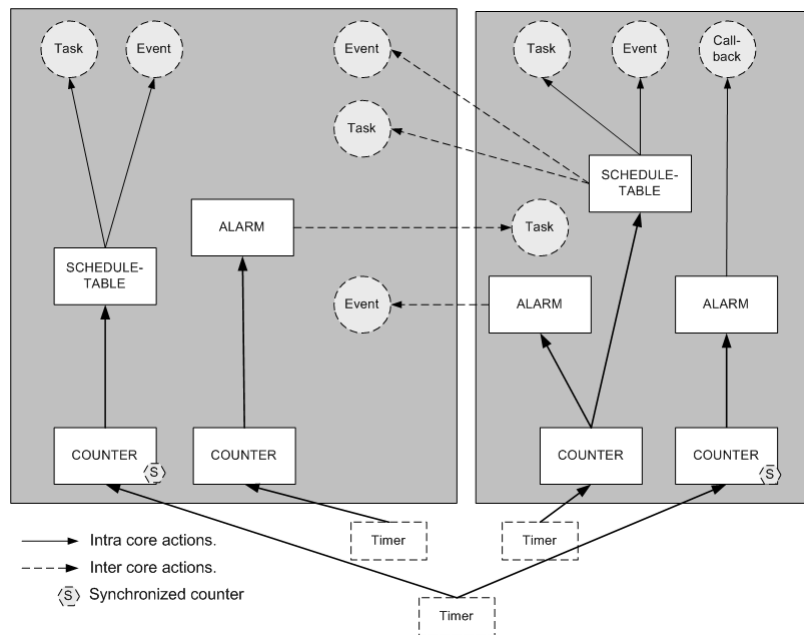 Task
Event
Event
Task
Event
Call-
back
Task
SCHEDULE-
TABLE
ALARM
Task
SCHEDULE-
TABLE
Event
ALARM
ALARM
COUNTER
S
COUNTER
COUNTER
COUNTER
S
Timer
Timer
Intra core actions.
Inter core actions.
S Synchronized counter
Timer